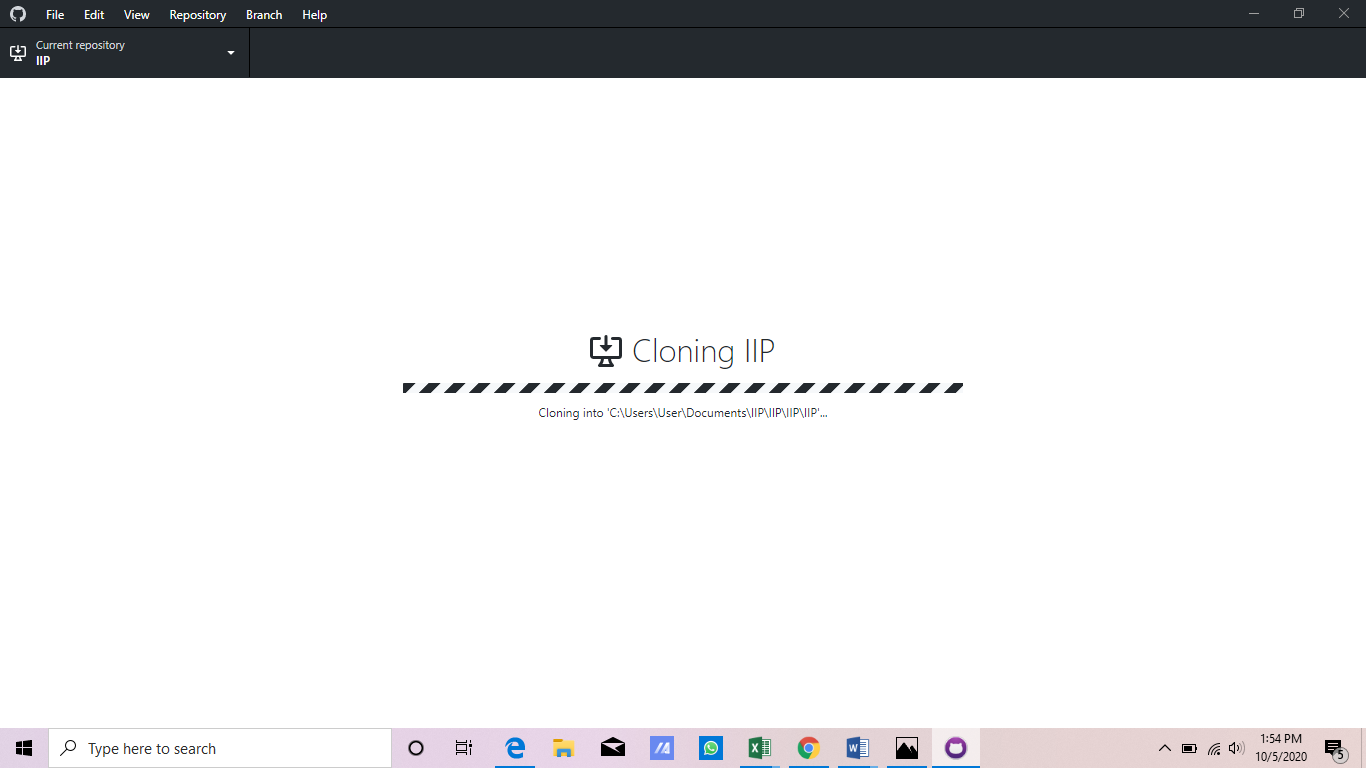 File Edit View Repository Branch Help
Current repository
IIP
Cloning IIP
Cloning into 'C:\Users\User\Documents\IIP\IIP\IIP\IIP'...
Type here to search
1:54 PM
10/5/2020
5